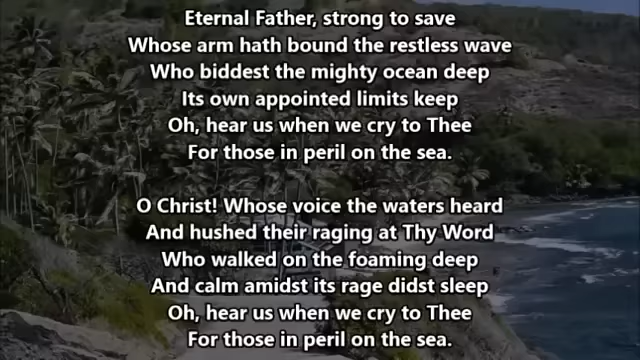 Eternal Father, strong to save
Whose arm hath bound the restless wave
Who biddest the mighty ocean deep
Its own appointed limits keep
Oh, hear us when we cry to Thee
For those in peril on the sea.
O Christ! Whose voice the waters heard
And hushed their raging at Thy Word
Who walked on the foaming deep
And calm amidst its rage didst sleep
Oh, hear us when we cry to Thee
For those in peril on the sea.